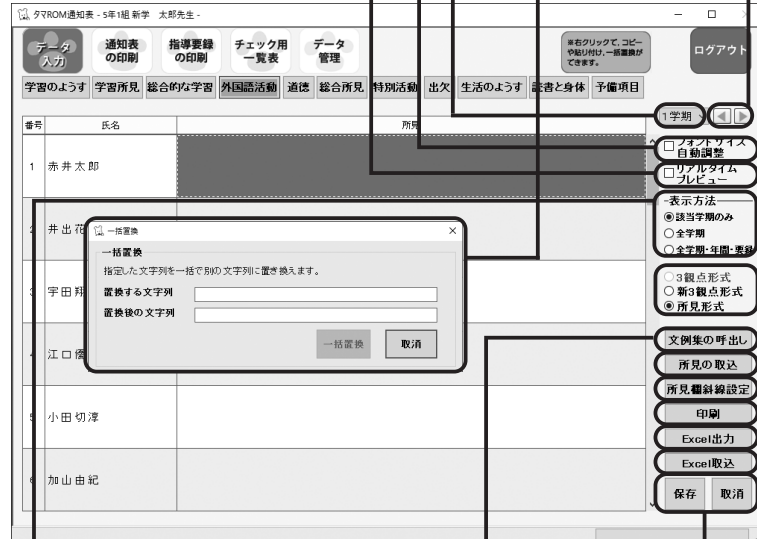 タマROM通知表 - 5年1組 新学 太郎先生 -
データ入力
通知表の印刷
指導要録の印刷
チェック用一覧表
データ管理
※右クリックで、コピーや貼り付け、一括置換ができます。
ログアウト
学習のようす 学習所見 総合的な学習 外国語活動 道徳 総合所見 特別活動 出欠 生活のようす 読書と身体 予備項目
1学期
番号 氏名 所見
フォントサイズ自動調整
リアルタイムプレビュー
1 赤井太郎
表示方法
該当学期のみ
全学期
全学期・年間・要録
井出花
一括置換
一括置換
指定した文字列を一括で別の文字列に置き換えます。
置換する文字列
置換後の文字列
一括置換 取消
宇田翔
3観点形式
新3観点形式
所見形式
江口優
文例集の呼出し
所見の取込
所見欄斜線設定
印刷
Excel出力
Excel取込
保存 取消
小田切淳
加山由紀